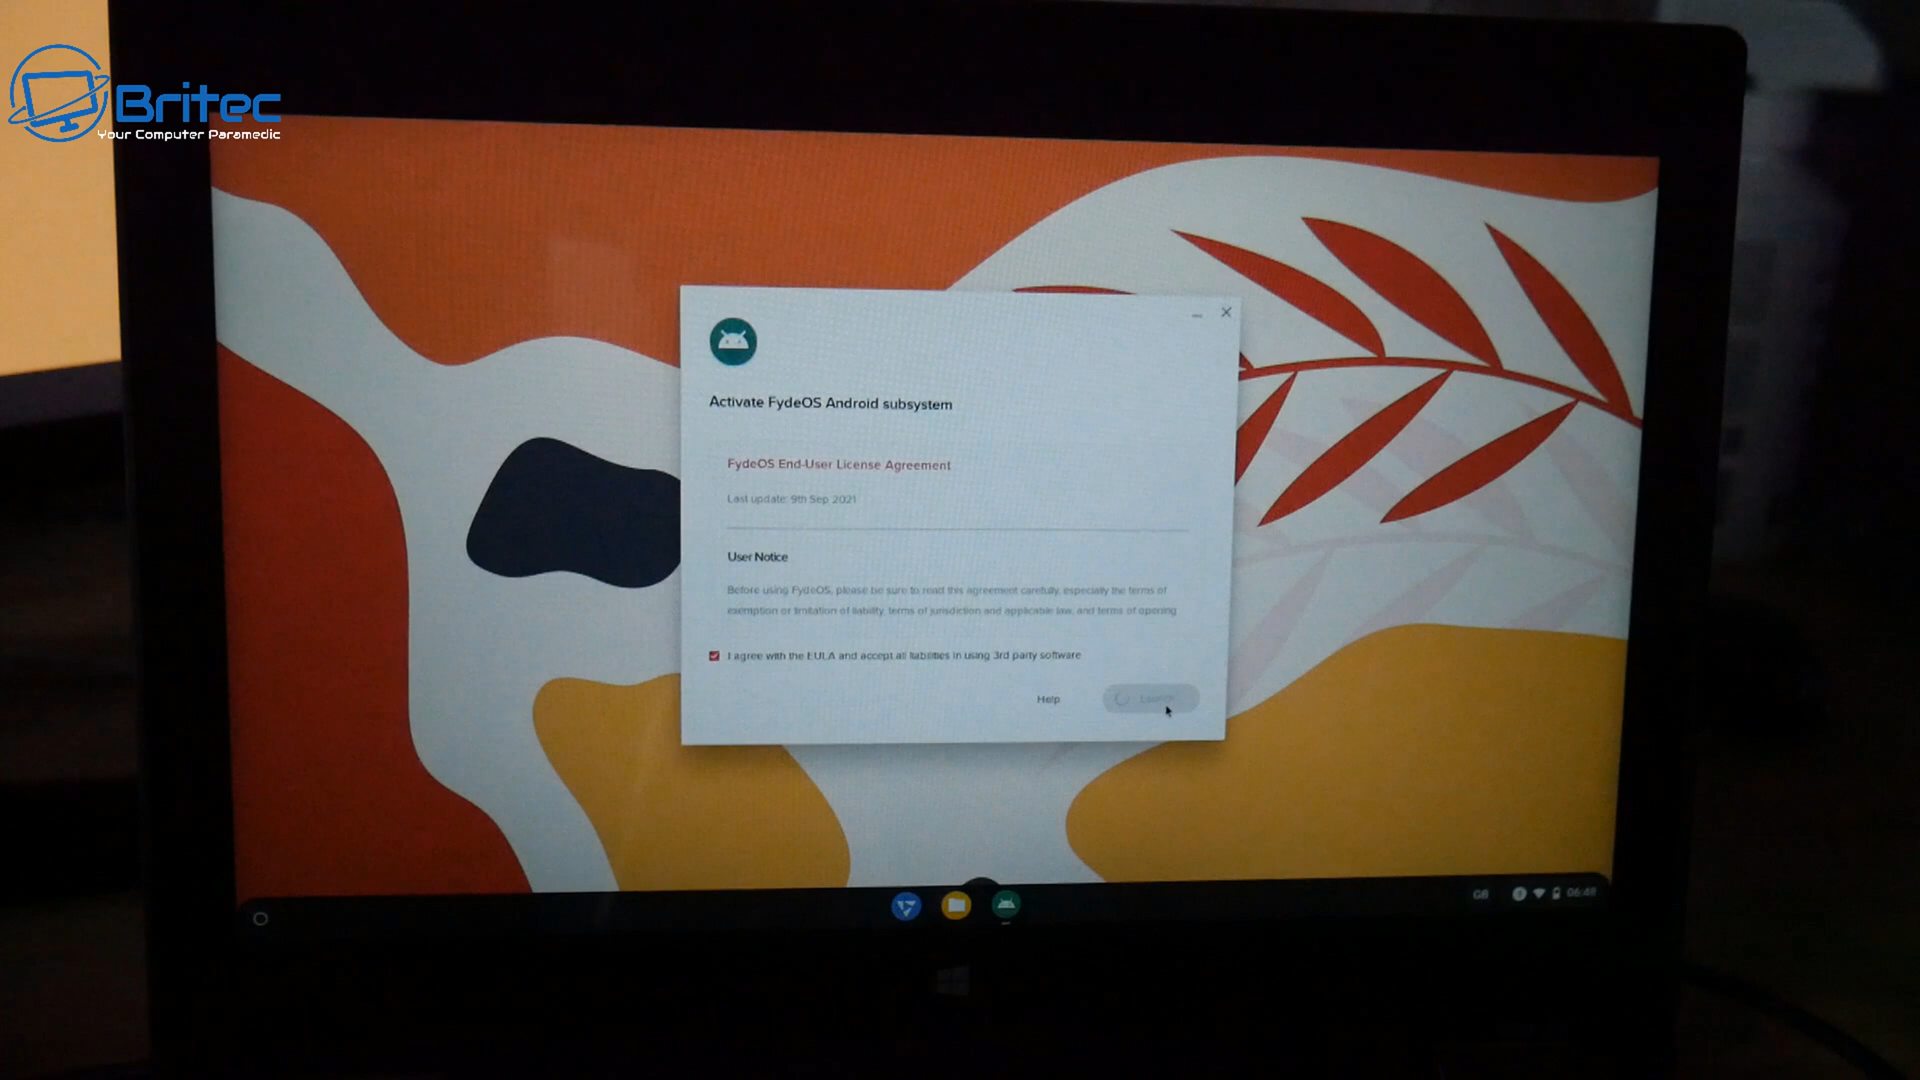 Britec
Your Computer Paramedic
Activate FydeOS Android subsystem
FydeOS End-User License Agreement
Last update: 9th Sep 2021
User Notice
Before using FydeOS, please be sure to read this agreement carefully, especially the terms of
exemption or limitation of liability, terms of jurisdiction and applicable law, and terms of opening
I agree with the EULA and accept all liabilities in using 3rd party software
Help
GB
06:48